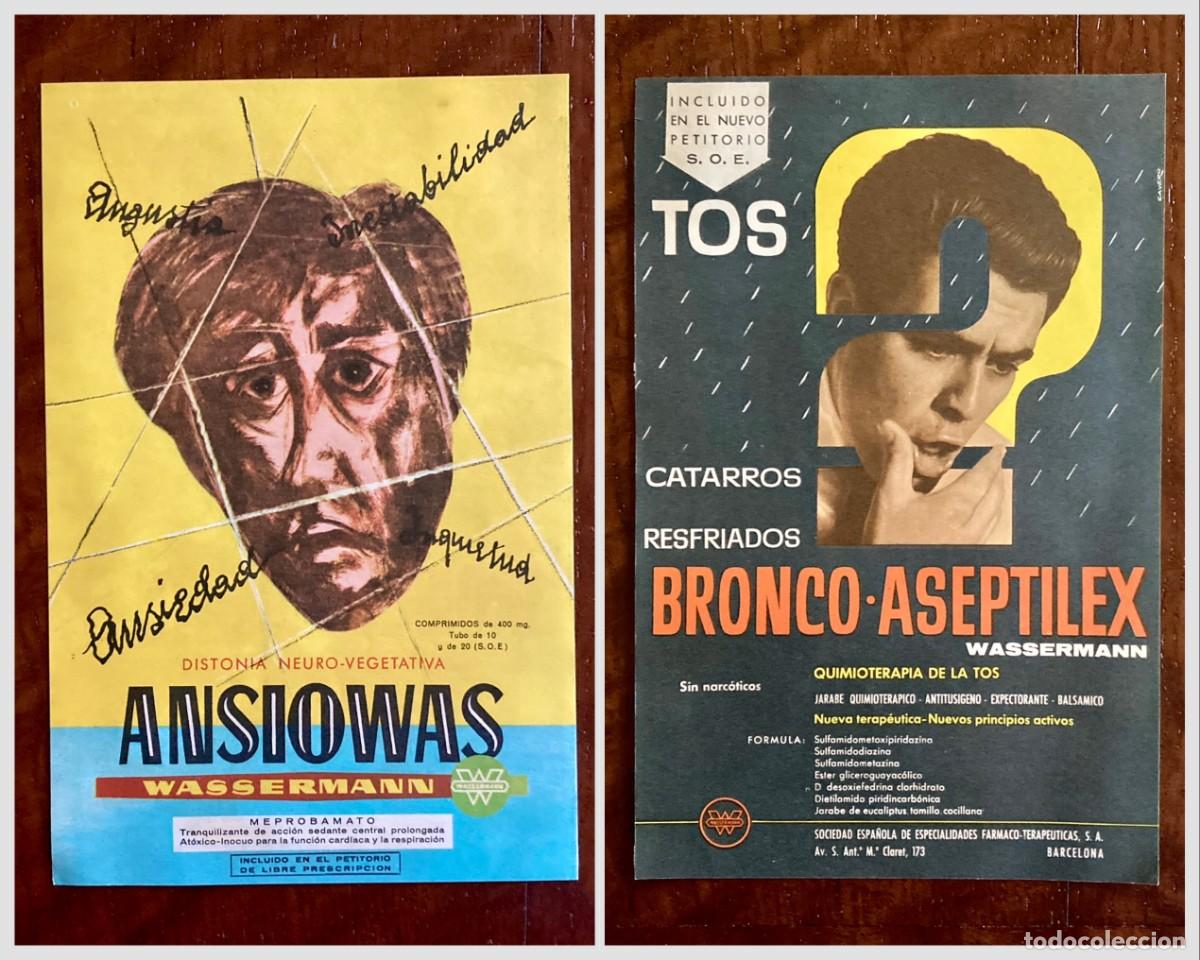 Angustia
Inestabilidad
Ansiedad
Inquietud
COMPRIMIDOS de 400 mg.
Tubo de 10
y de 20 (S.O.E)
DISTONIA NEURO-VEGETATIVA
ANSIOWAS
WASSERMANN
W
WASSERMANN
MEPROBAMATO
Tranquilizante de acción sedante central prolongada
Atóxico-Inocuo para la función cardiaca y la respiración
INCLUIDO EN EL PETITORIO
DE LIBRE PRESCRIPCION
INCLUIDO
EN EL NUEVO
PETITORIO
S. O. E.
TOS
CATARROS
RESFRIADOS
BRONCO·ASEPTILEX
WASSERMANN
QUIMIOTERAPIA DE LA TOS
Sin narcóticos
JARABE QUIMIOTERAPICO - ANTITUSIGENO - EXPECTORANTE - BALSAMICO
Nueva terapéutica-Nuevos principios activos
FORMULA: Sulfamidometoxipiridazina
Sulfamidodiazina
Sulfamidometazina
Ester gliceroguayacólico
D desoxiefedrina clorhidrato
Dietilamida piridincarbónica
Jarabe de eucaliptus, tomillo, cocillana
W
SOCIEDAD ESPAÑOLA DE ESPECIALIDADES FARMACO-TERAPEUTICAS, S. A.
Av. S. Ant.º M.ª Claret, 173
BARCELONA
todocoleccion